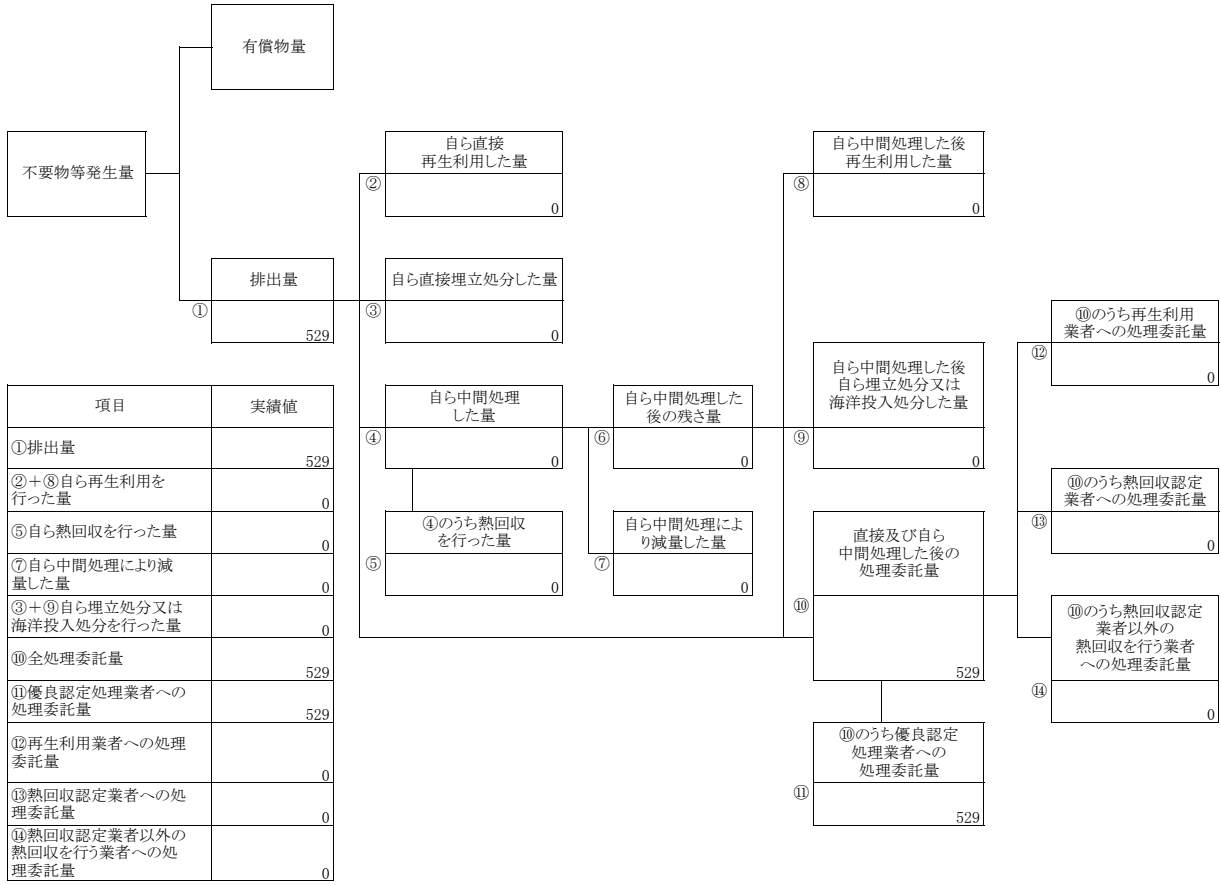 有償物量
不要物等発生量
自ら直接
再生利用した量
②
0
自ら中間処理した後
再生利用した量
⑧
0
排出量
①
529
自ら直接埋立処分した量
③
0
⑩のうち再生利用
業者への処理委託量
⑫
0
自ら中間処理した後
自ら埋立処分又は
海洋投入処分した量
⑨
0
自ら中間処理
した量
④
0
自ら中間処理した
後の残さ量
⑥
0
⑩のうち熱回収認定
業者への処理委託量
⑬
0
④のうち熱回収
を行った量
⑤
0
自ら中間処理によ
り減量した量
⑦
0
直接及び自ら
中間処理した後の
処理委託量
⑩
529
⑩のうち熱回収認定
業者以外の
熱回収を行う業者
への処理委託量
⑭
0
⑩のうち優良認定
処理業者への
処理委託量
⑪
529
項目 実績値
①排出量
529
②＋⑧自ら再生利用を
行った量
0
⑤自ら熱回収を行った量
0
⑦自ら中間処理により減
量した量
0
③＋⑨自ら埋立処分又は
海洋投入処分を行った量
0
⑩全処理委託量
529
⑪優良認定処理業者への
処理委託量
529
⑫再生利用業者への処理
委託量
0
⑬熱回収認定業者への処
理委託量
0
⑭熱回収認定業者以外の
熱回収を行う業者への処
理委託量
0